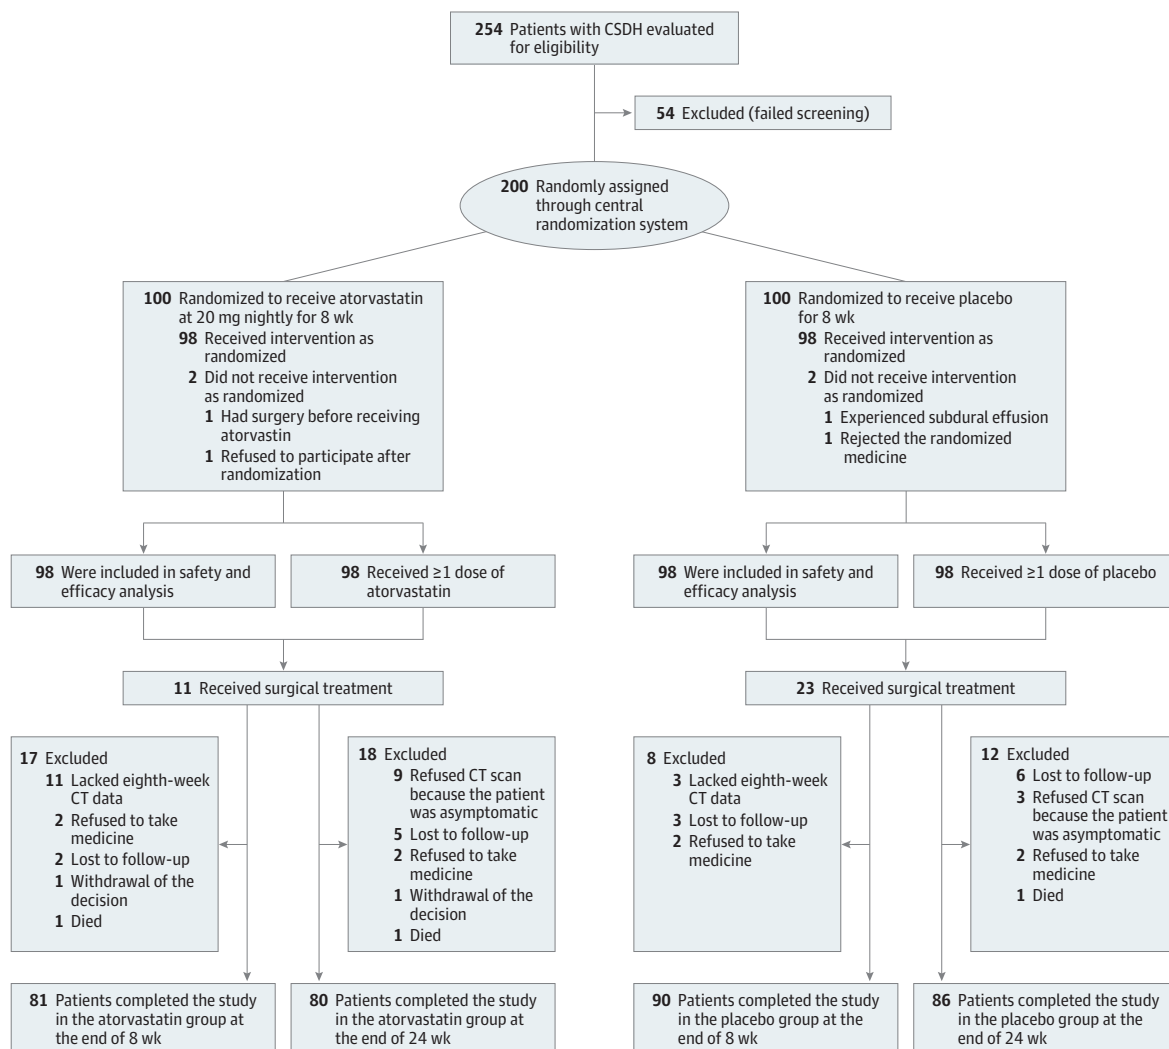 254 Patients with CSDH evaluated
for eligibility
54 Excluded (failed screening)
200 Randomly assigned
through central
randomization system
100 Randomized to receive atorvastatin
at 20 mg nightly for 8 wk
98 Received intervention as
randomized
2 Did not receive intervention
as randomized
1 Had surgery before receiving
atorvastin
1 Refused to participate after
randomization
100 Randomized to receive placebo
for 8 wk
98 Received intervention as
randomized
2 Did not receive intervention
as randomized
1 Experienced subdural effusion
1 Rejected the randomized
medicine
98 Were included in safety and
efficacy analysis
98 Received ≥1 dose of
atorvastatin
98 Were included in safety and
efficacy analysis
98 Received ≥1 dose of placebo
11 Received surgical treatment
23 Received surgical treatment
17 Excluded
11 Lacked eighth-week
CT data
2 Refused to take
medicine
2 Lost to follow-up
1 Withdrawal of the
decision
1 Died
18 Excluded
9 Refused CT scan
because the patient
was asymptomatic
5 Lost to follow-up
2 Refused to take
medicine
1 Withdrawal of the
decision
1 Died
8 Excluded
3 Lacked eighth-week
CT data
3 Lost to follow-up
2 Refused to take
medicine
12 Excluded
6 Lost to follow-up
3 Refused CT scan
because the patient
was asymptomatic
2 Refused to take
medicine
1 Died
81 Patients completed the study
in the atorvastatin group at
the end of 8 wk
80 Patients completed the study
in the atorvastatin group at
the end of 24 wk
90 Patients completed the study
in the placebo group at the
end of 8 wk
86 Patients completed the study
in the placebo group at the
end of 24 wk